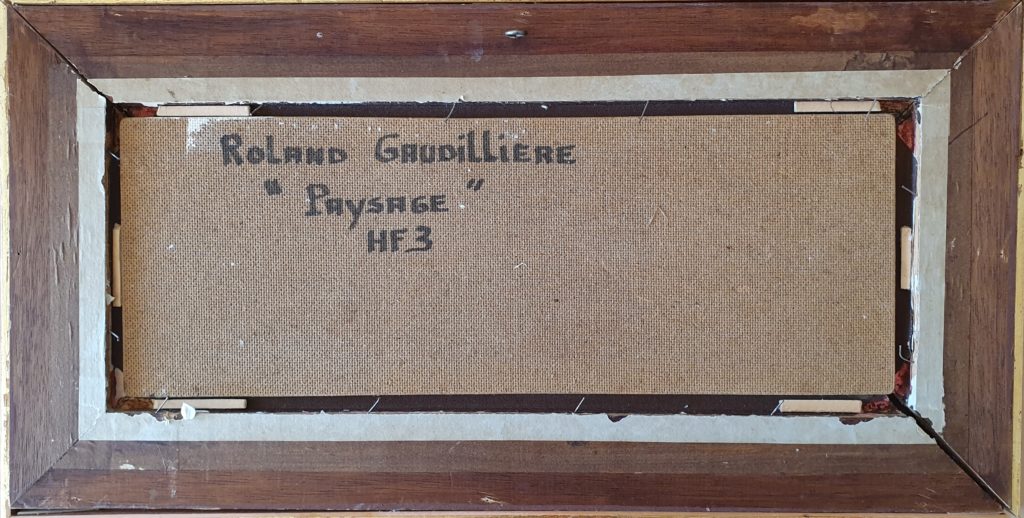 ROLAND GAUDILLIERE
" PAYSAGE "
HF3